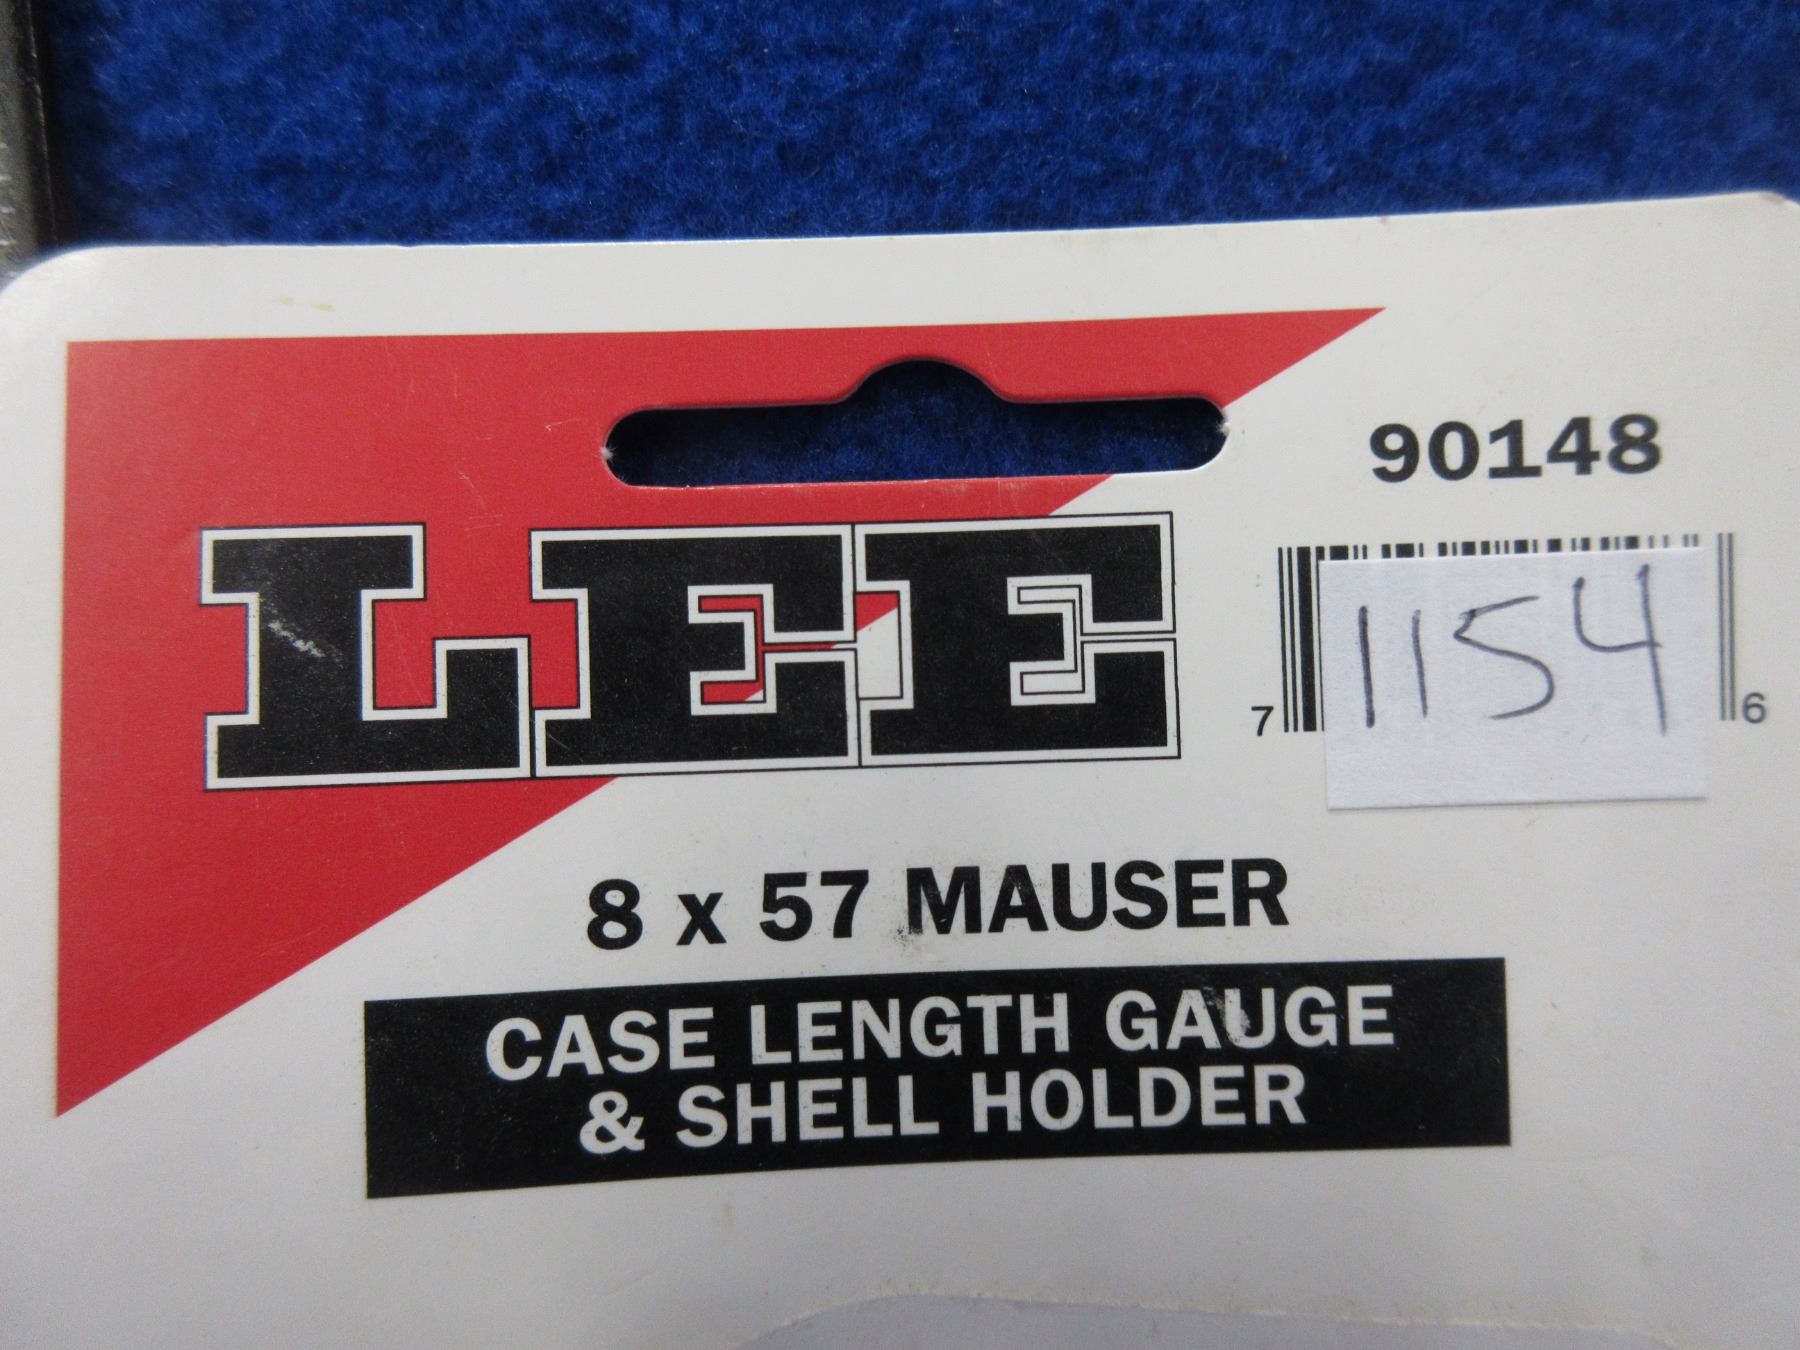 90148
LEE
1154
7 6
8 x 57 MAUSER
CASE LENGTH GAUGE
& SHELL HOLDER